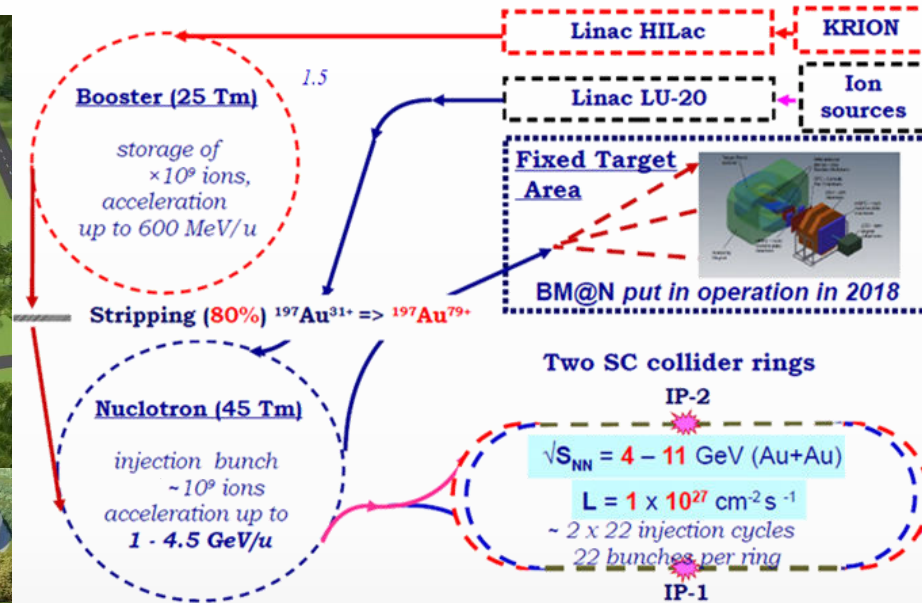 Linac HILac
KRION
1.5
Linac LU-20
Ion
sources
Booster (25 Tm)
storage of
×10⁹ ions,
acceleration
up to 600 MeV/u
Fixed Target
Area
BM@N put in operation in 2018
Stripping (80%) ¹⁹⁷Au³¹⁺ => ¹⁹⁷Au⁷⁹⁺
Nuclotron (45 Tm)
injection bunch
~10⁹ ions
acceleration up to
1 - 4.5 GeV/u
Two SC collider rings
IP-2
√S_NN = 4 – 11 GeV (Au+Au)
L = 1 x 10²⁷ cm⁻² s⁻¹
~ 2 x 22 injection cycles
22 bunches per ring
IP-1